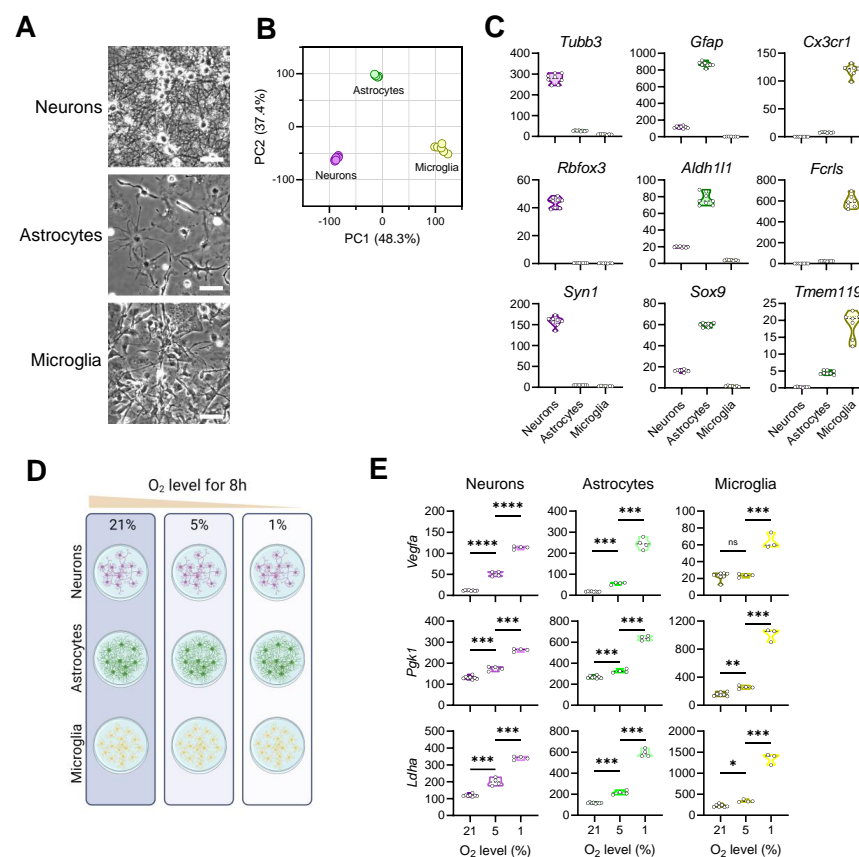 A
Neurons
Astrocytes
Microglia
B
PC2 (37.4%)
100
0
-100
Astrocytes
Neurons
Microglia
-100
0
100
PC1 (48.3%)
C
Tubb3
400
300
200
100
0
Gfap
1000
800
600
400
200
0
Cx3cr1
150
100
50
0
Rbfox3
60
40
20
0
Aldh1l1
100
80
60
40
20
0
Fcrls
800
600
400
200
0
Syn1
200
150
100
50
0
Sox9
80
60
40
20
0
Tmem119
25
20
15
10
5
0
Neurons
Astrocytes
Microglia
Neurons
Astrocytes
Microglia
Neurons
Astrocytes
Microglia
D
O₂ level for 8h
21%
5%
1%
Neurons
Astrocytes
Microglia
E
Neurons
Astrocytes
Microglia
Vegfa
200
150
100
50
0
****
****
400
300
200
100
0
***
***
100
80
60
40
20
0
ns
***
Pgk1
400
300
200
100
0
***
***
800
600
400
200
0
***
***
1200
800
400
0
**
***
Ldha
500
400
300
200
100
0
***
***
800
600
400
200
0
***
***
2000
1500
1000
500
0
*
***
21 5 1
O₂ level (%)
21 5 1
O₂ level (%)
21 5 1
O₂ level (%)